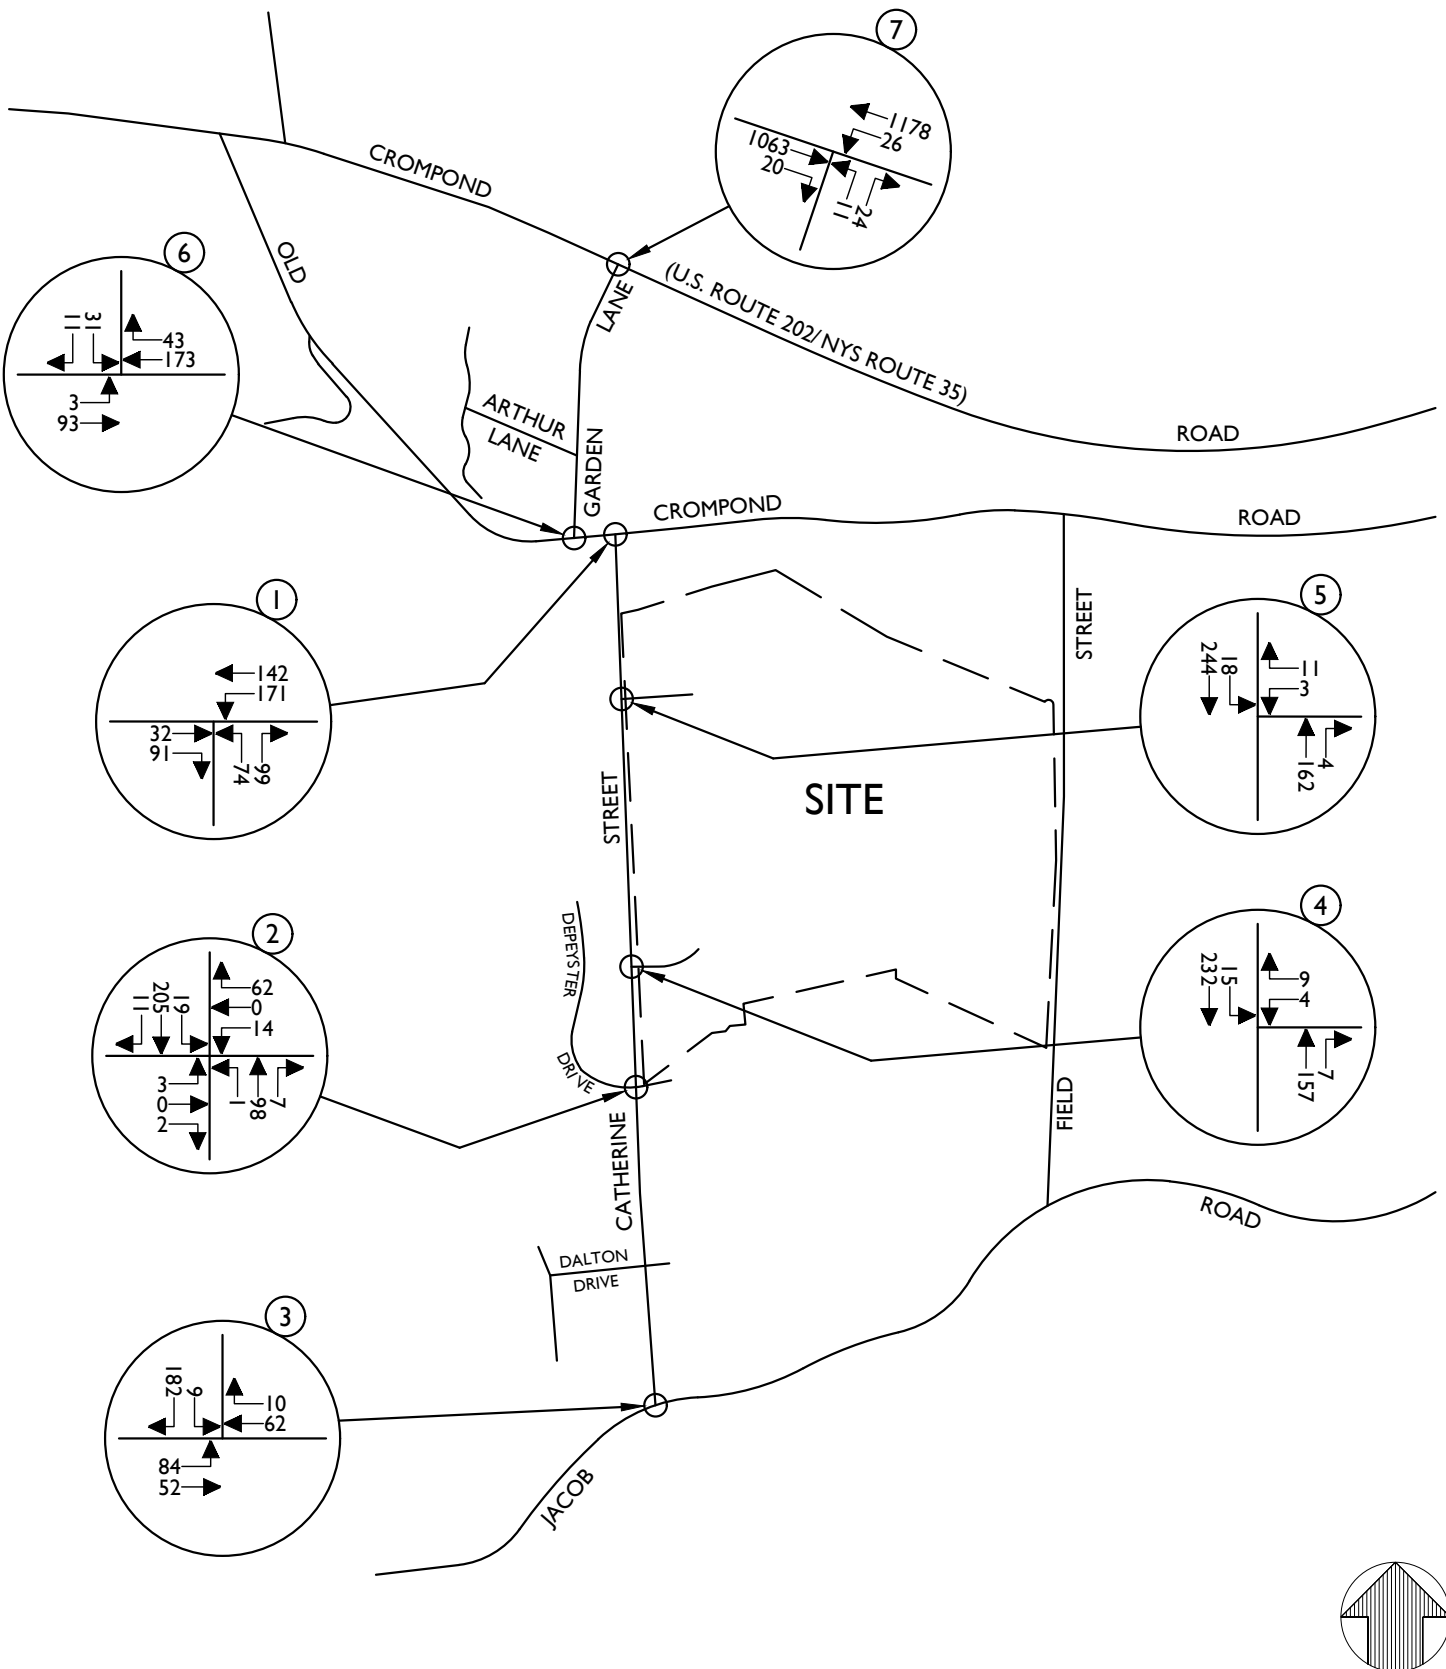 7
1178
26
1063
20
11
24
CROMPOND
OLD
6
11
31
43
173
3
93
LANE
(U.S. ROUTE 202/ NYS ROUTE 35)
ROAD
ARTHUR
LANE
GARDEN
CROMPOND
ROAD
1
142
171
32
91
74
99
STREET
5
244
18
11
3
162
4
STREET
SITE
2
11
205
19
62
0
14
3
0
2
1
98
7
DEPEYSTER
DRIVE
4
232
15
9
4
157
7
FIELD
CATHERINE
ROAD
DALTON
DRIVE
3
182
9
10
62
84
52
JACOB